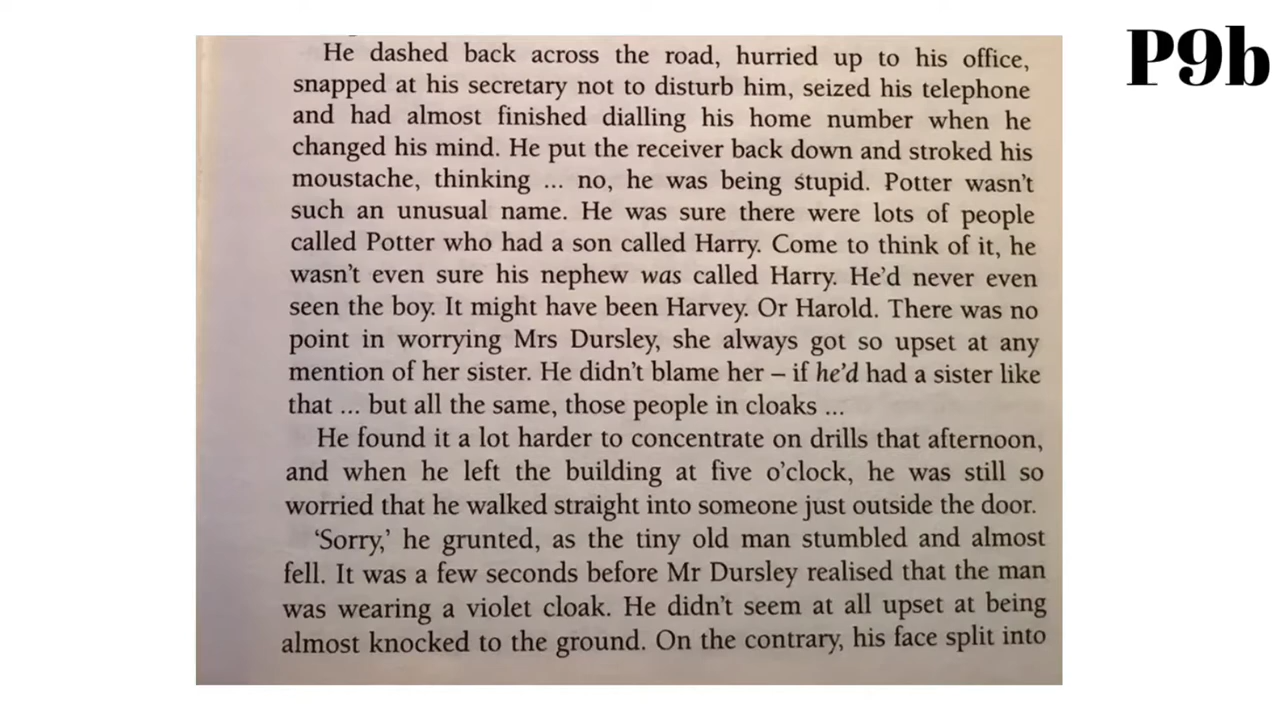 P9b
He dashed back across the road, hurried up to his office,
snapped at his secretary not to disturb him, seized his telephone
and had almost finished dialling his home number when he
changed his mind. He put the receiver back down and stroked his
moustache, thinking ... no, he was being stupid. Potter wasn't
such an unusual name. He was sure there were lots of people
called Potter who had a son called Harry. Come to think of it, he
wasn't even sure his nephew was called Harry. He'd never even
seen the boy. It might have been Harvey. Or Harold. There was no
point in worrying Mrs Dursley, she always got so upset at any
mention of her sister. He didn't blame her – if he'd had a sister like
that ... but all the same, those people in cloaks ...
He found it a lot harder to concentrate on drills that afternoon,
and when he left the building at five o'clock, he was still so
worried that he walked straight into someone just outside the door.
‘Sorry,’ he grunted, as the tiny old man stumbled and almost
fell. It was a few seconds before Mr Dursley realised that the man
was wearing a violet cloak. He didn't seem at all upset at being
almost knocked to the ground. On the contrary, his face split into